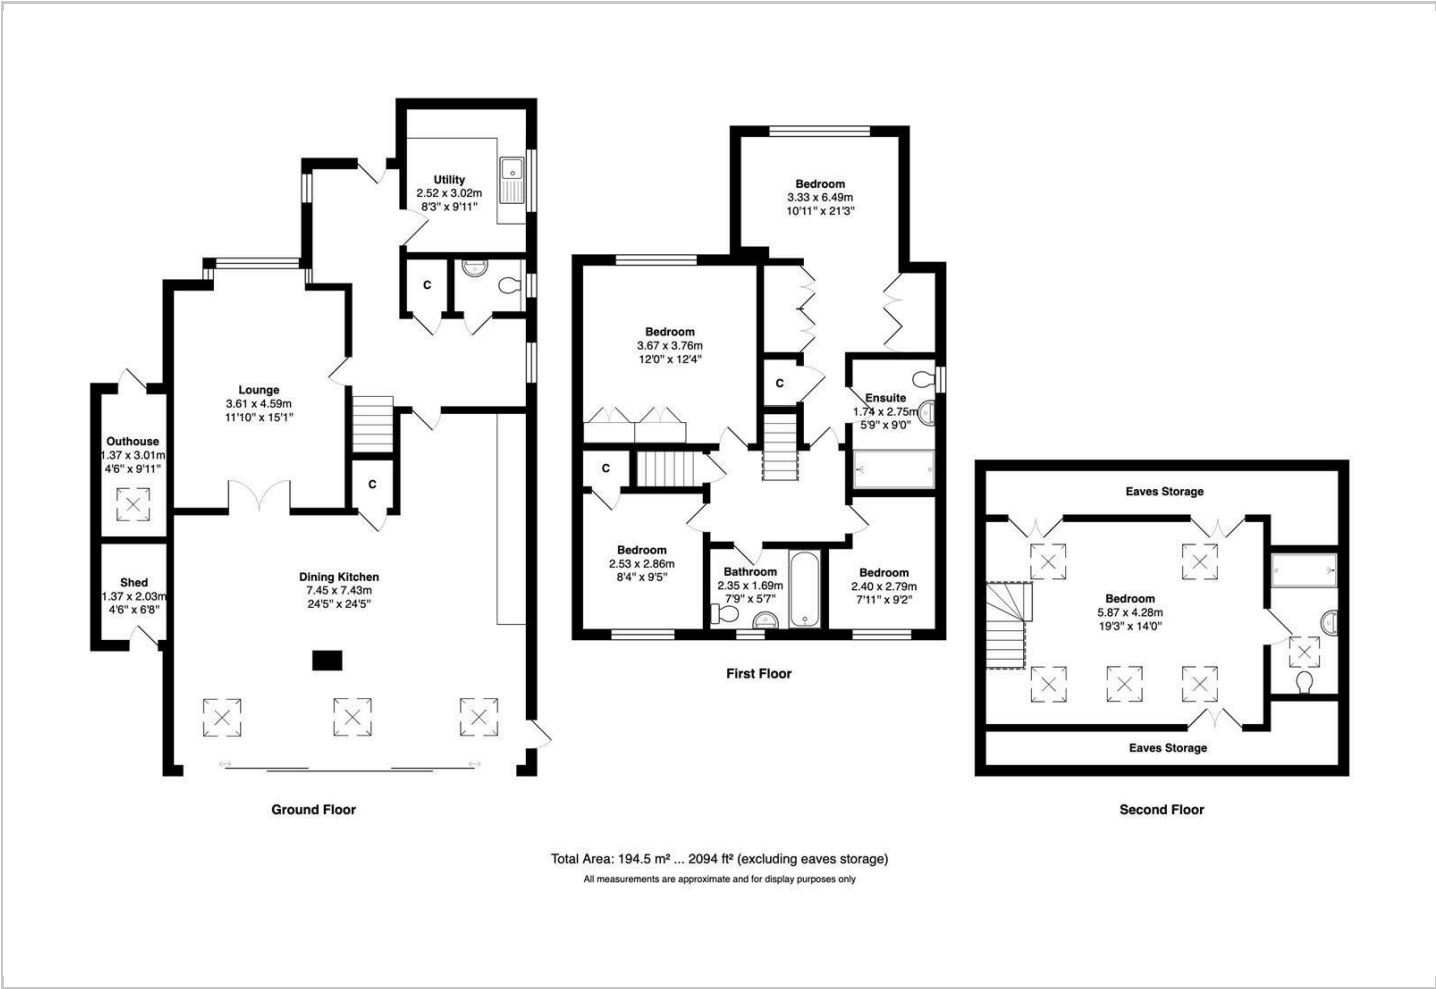 Utility
2.52 x 3.02m
8'3" x 9'11"
C
Lounge
3.61 x 4.59m
11'10" x 15'1"
Outhouse
1.37 x 3.01m
4'6" x 9'11"
C
Shed
1.37 x 2.03m
4'6" x 6'8"
Dining Kitchen
7.45 x 7.43m
24'5" x 24'5"
Ground Floor
Bedroom
3.33 x 6.49m
10'11" x 21'3"
Bedroom
3.67 x 3.76m
12'0" x 12'4"
C
Ensuite
1.74 x 2.75m
5'9" x 9'0"
C
Bedroom
2.53 x 2.86m
8'4" x 9'5"
Bathroom
2.35 x 1.69m
7'9" x 5'7"
Bedroom
2.40 x 2.79m
7'11" x 9'2"
First Floor
Eaves Storage
Bedroom
5.87 x 4.28m
19'3" x 14'0"
Eaves Storage
Second Floor
Total Area: 194.5 m² ... 2094 ft² (excluding eaves storage)
All measurements are approximate and for display purposes only